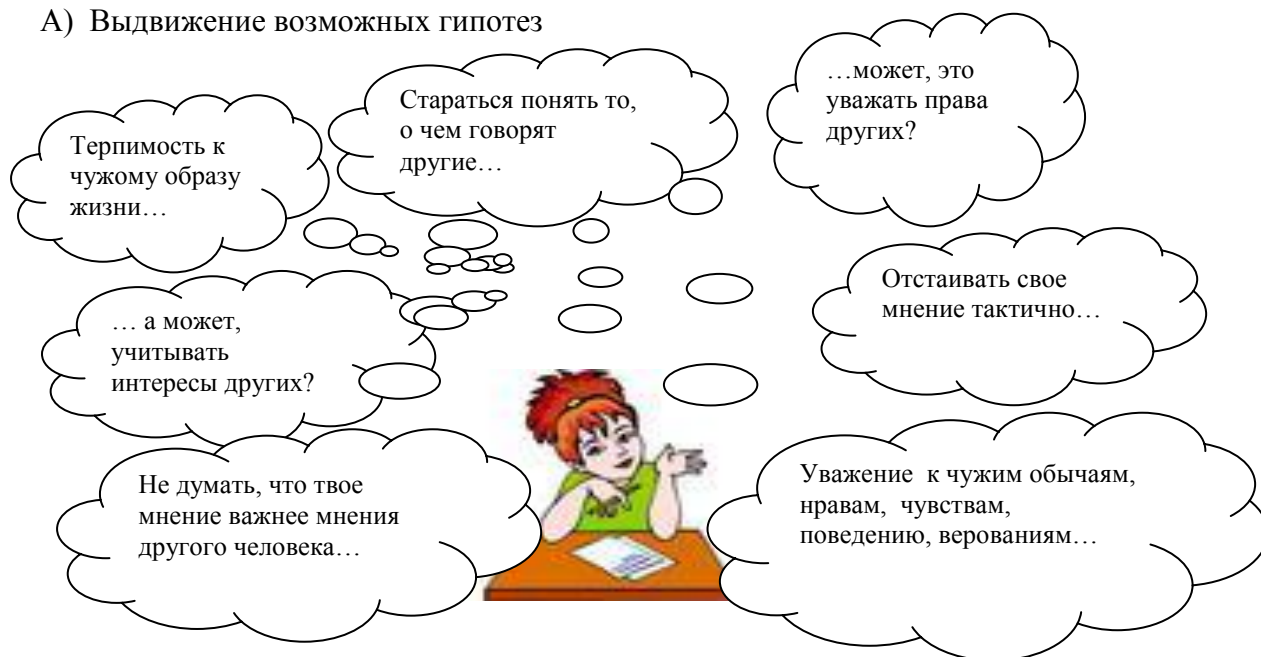 А) Выдвижение возможных гипотез
Терпимость к
чужому образу
жизни…
Стараться понять то,
о чем говорят
другие…
…может, это
уважать права
других?
… а может,
учитывать
интересы других?
Отстаивать свое
мнение тактично…
Не думать, что твое
мнение важнее мнения
другого человека…
Уважение к чужим обычаям,
нравам, чувствам,
поведению, верованиям…